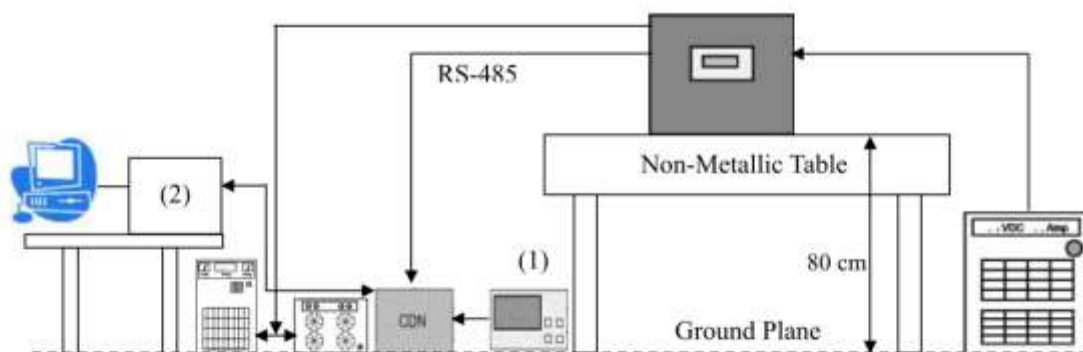 RS-485
Non-Metallic Table
(2)
..VDC ..Amp
(1)
80 cm
CDN
Ground Plane